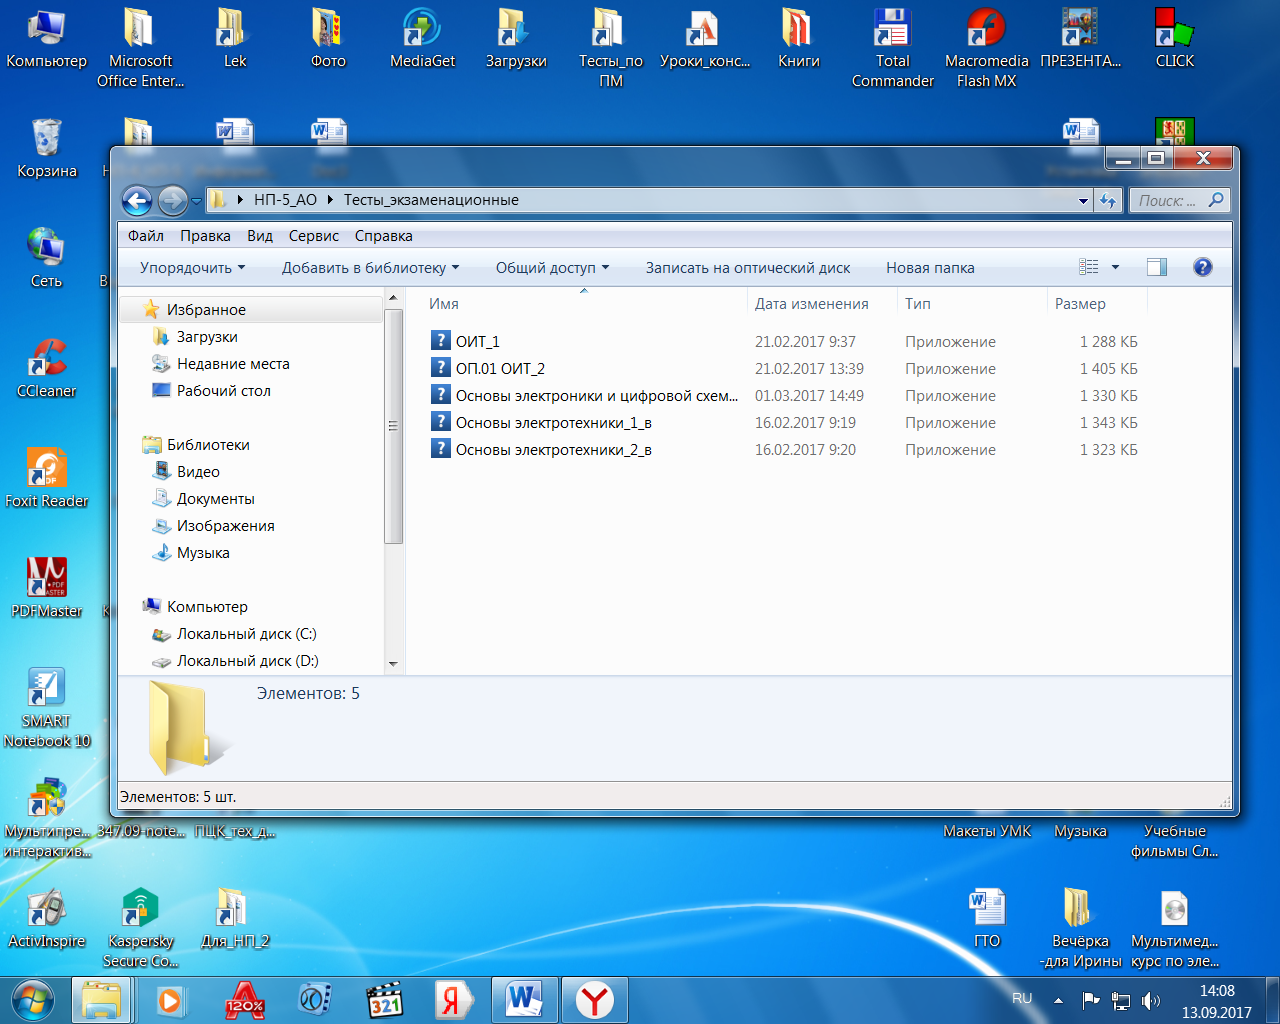 Компьютер
Microsoft
Office Enter...
Lek
Фото
MediaGet
Загрузки
Тесты_по
ПМ
Уроки_конс...
Книги
Total
Commander
Macromedia
Flash MX
ПРЕЗЕНТА...
CLICK
Корзина
НП-5_АО
Тесты_экзаменационные
Поиск: ...
Файл
Правка
Вид
Сервис
Справка
Упорядочить
Добавить в библиотеку
Общий доступ
Записать на оптический диск
Новая папка
Сеть
Избранное
Загрузки
Недавние места
Рабочий стол
Библиотеки
Видео
Документы
Изображения
Музыка
Компьютер
Локальный диск (C:)
Локальный диск (D:)
Имя
Дата изменения
Тип
Размер
ОИТ_1
21.02.2017 9:37
Приложение
1 288 КБ
ОП.01 ОИТ_2
21.02.2017 13:39
Приложение
1 405 КБ
Основы электроники и цифровой схем...
01.03.2017 14:49
Приложение
1 330 КБ
Основы электротехники_1_в
16.02.2017 9:19
Приложение
1 343 КБ
Основы электротехники_2_в
16.02.2017 9:20
Приложение
1 323 КБ
Элементов: 5
Элементов: 5 шт.
CCleaner
Foxit Reader
PDFMaster
SMART
Notebook 10
Мультипре...
интерактив...
347.09-note...
ПЦК_тех_д...
Макеты УМК
Музыка
Учебные
фильмы Сл...
ActivInspire
Kaspersky
Secure Co...
Для_НП_2
ГТО
Вечёрка
-для Ирины
Мультимед...
курс по эле...
120%
321
Я
RU
14:08
13.09.2017